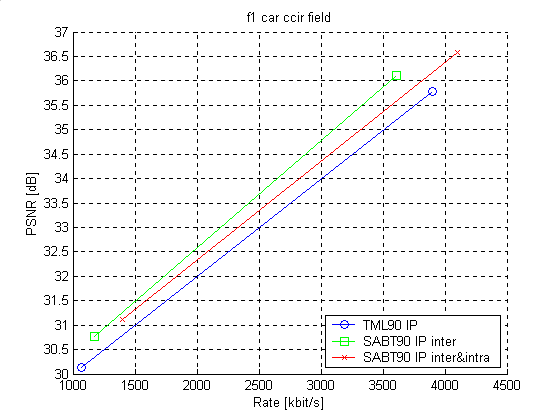 f1 car ccir field
37
36.5
36
35.5
35
34.5
34
33.5
33
32.5
32
31.5
31
30.5
30
PSNR [dB]
1000 1500 2000 2500 3000 3500 4000 4500
Rate [kbit/s]
TML90 IP
SABT90 IP inter
SABT90 IP inter&intra